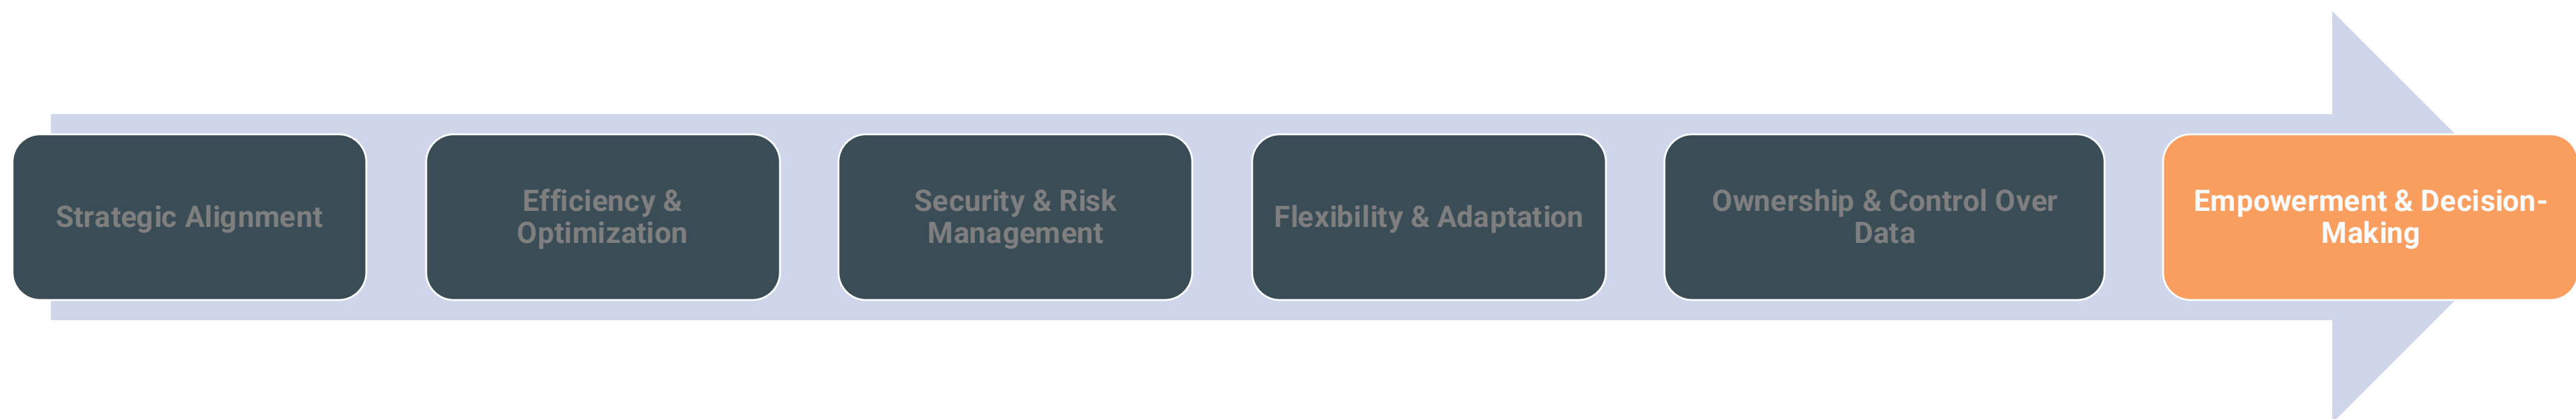 Strategic Alignment
Efficiency &
Optimization
Security & Risk
Management
Flexibility & Adaptation
Ownership & Control Over
Data
Empowerment & Decision-
Making